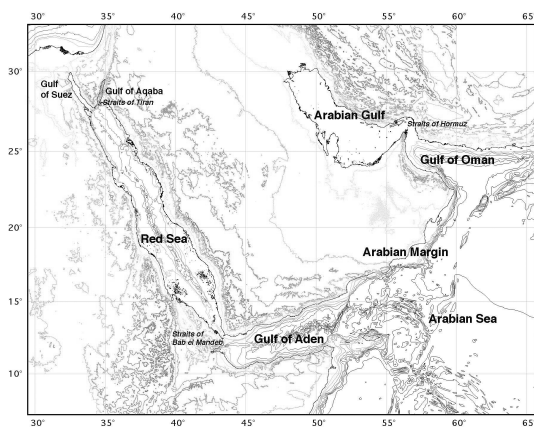 29.5 35 40 45 50 55 60 65
30°
Gulf
of Suez
Gulf of Aqaba
Straits of Tiran
Arabian Gulf
Straits of Hormuz
25°
Gulf of Oman
20°
Red Sea
Arabian Margin
15°
Arabian Sea
Straits of
Bab el Mandeb
Gulf of Aden
10°
30° 35° 40° 45° 50° 55° 60° 65